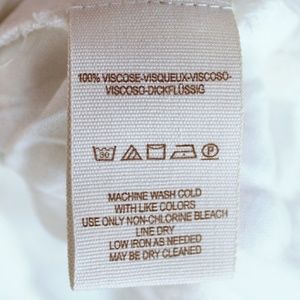 100% VISCOSE-VISQUEUX-VISCOSO-
VISCOSO-DICKFLÜSSIG
30 P
MACHINE WASH COLD
WITH LIKE COLORS
USE ONLY NON-CHLORINE BLEACH
LINE DRY
LOW IRON AS NEEDED
MAY BE DRY CLEANED